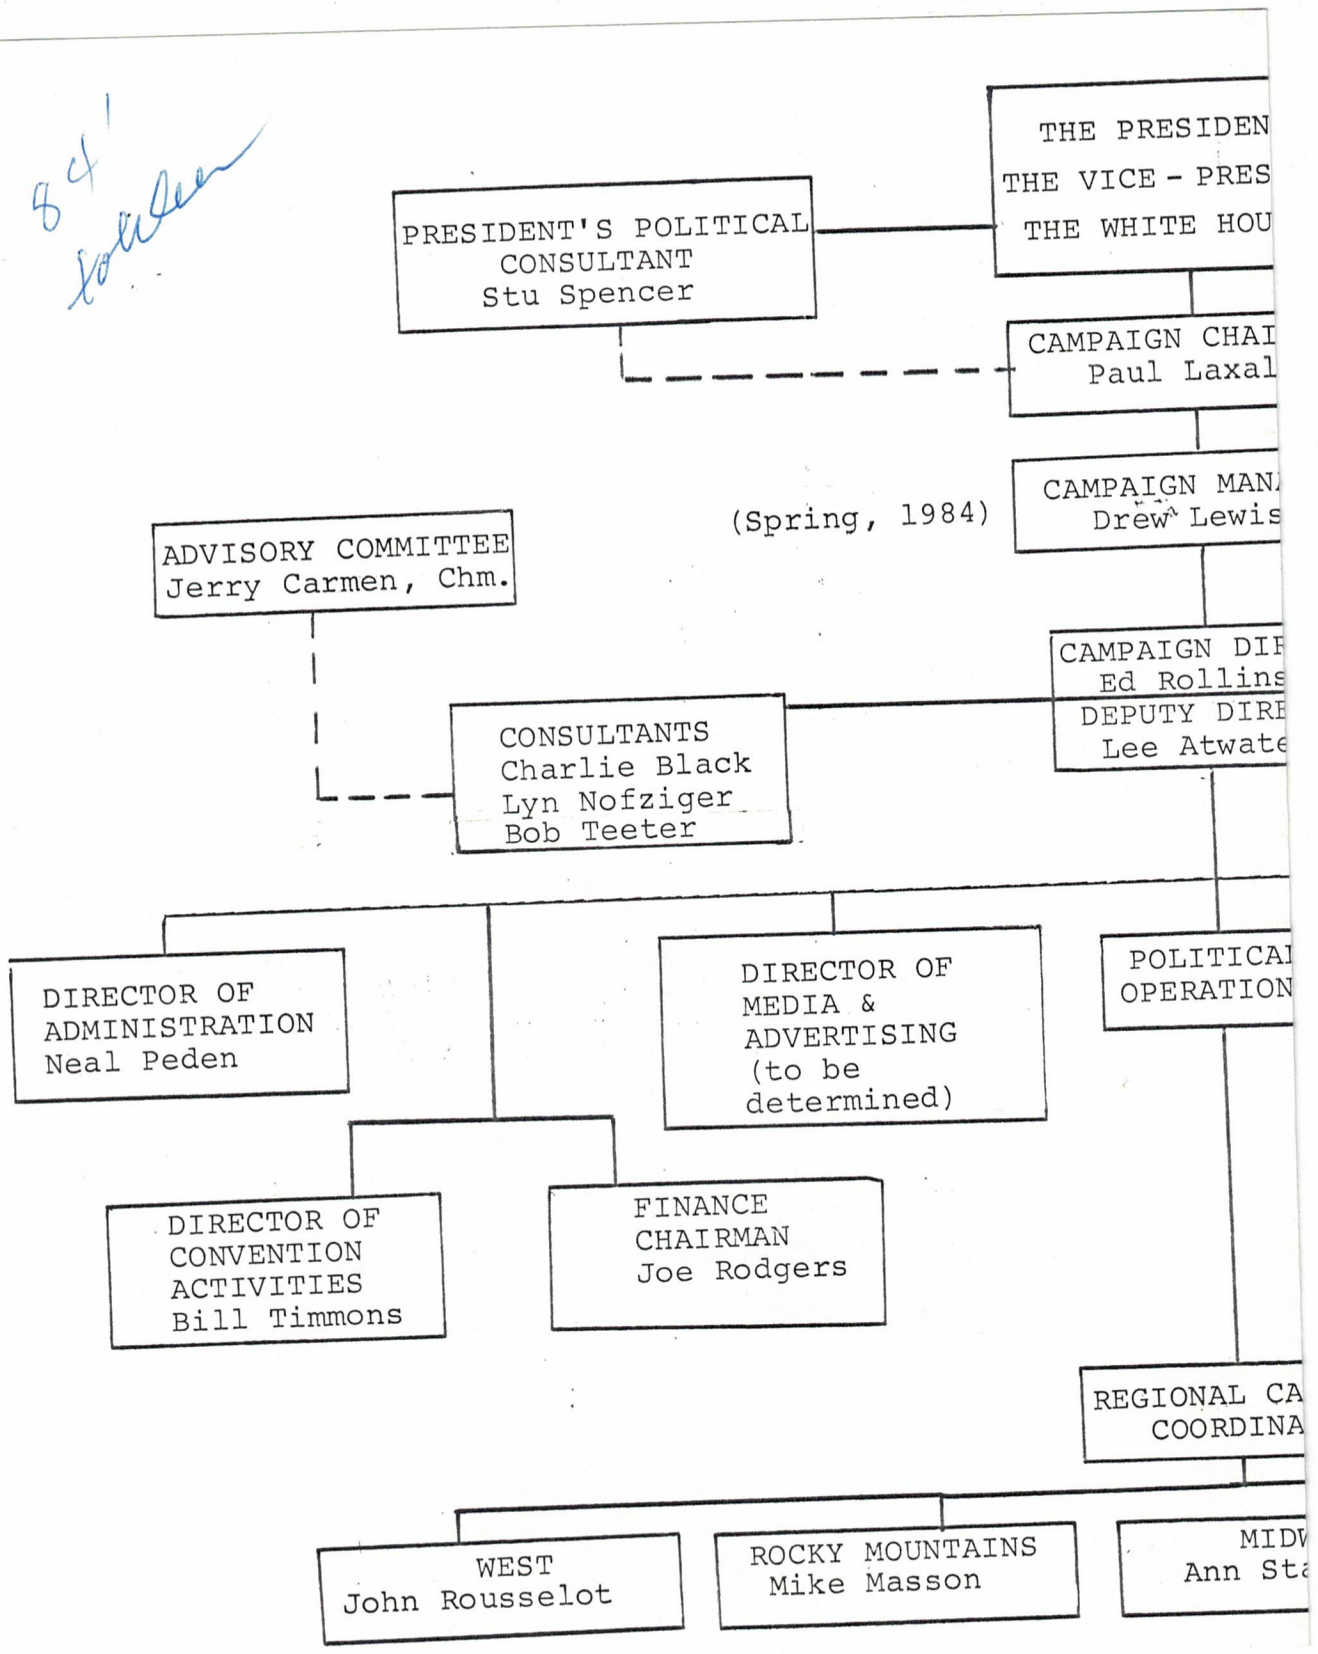 84'
THE PRESIDEN
THE VICE - PRES
THE WHITE HOU
PRESIDENT'S POLITICAL
CONSULTANT
Stu Spencer
CAMPAIGN CHAI
Paul Laxal
(Spring, 1984)
CAMPAIGN MANA
Drew Lewis
ADVISORY COMMITTEE
Jerry Carmen, Chm.
CAMPAIGN DIR
Ed Rollins
DEPUTY DIRE
Lee Atwate
CONSULTANTS
Charlie Black
Lyn Nofziger
Bob Teeter
DIRECTOR OF
ADMINISTRATION
Neal Peden
DIRECTOR OF
MEDIA &
ADVERTISING
(to be
determined)
POLITICAL
OPERATION
DIRECTOR OF
CONVENTION
ACTIVITIES
Bill Timmons
FINANCE
CHAIRMAN
Joe Rodgers
REGIONAL CA
COORDINA
WEST
John Rousselot
ROCKY MOUNTAINS
Mike Masson
MIDW
Ann Sta